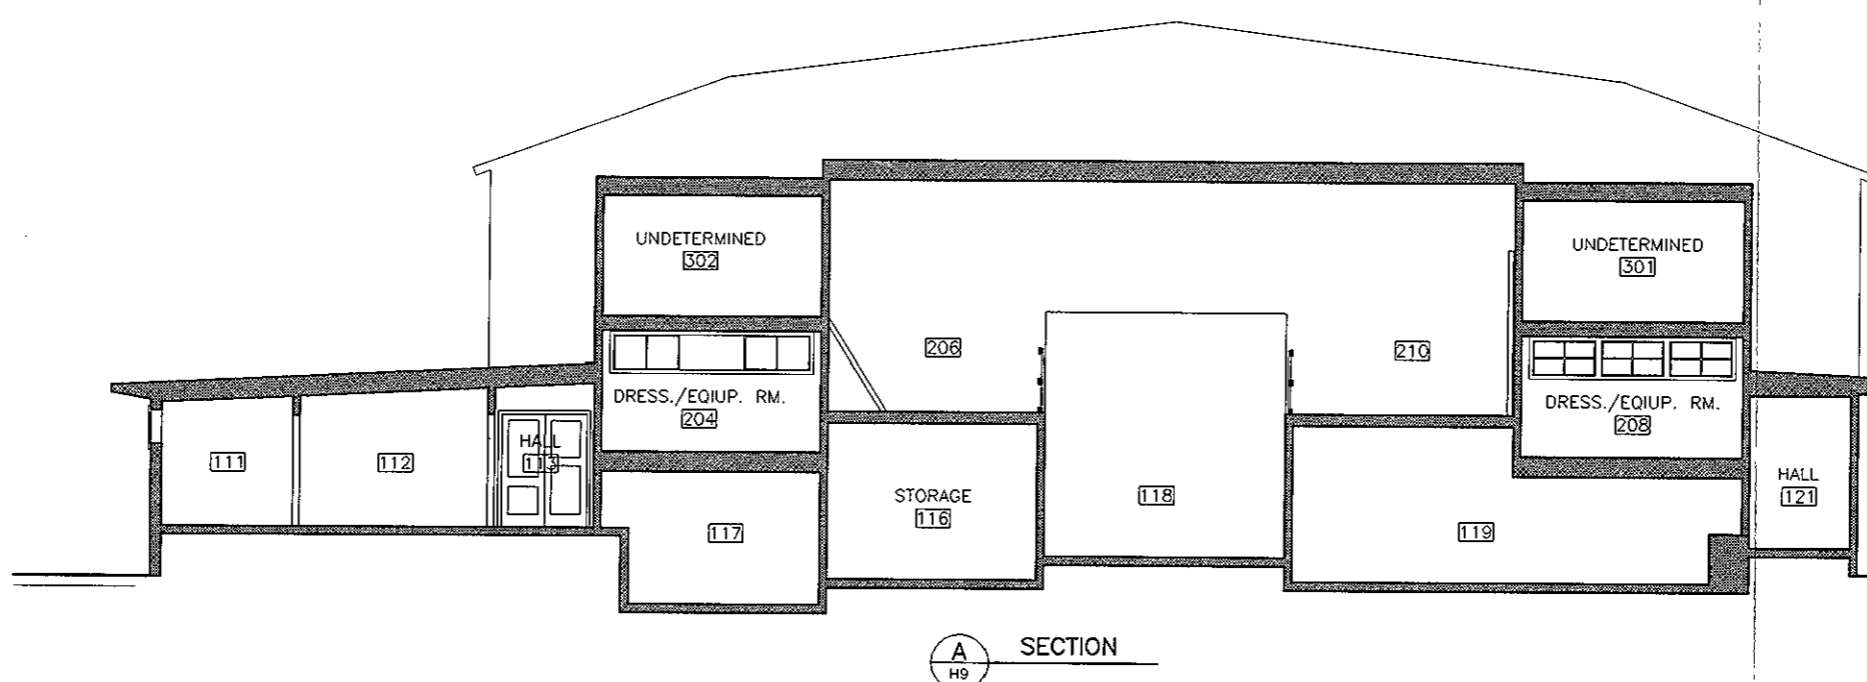 UNDETERMINED
302
UNDETERMINED
301
206
210
DRESS./EQIUP. RM.
204
DRESS./EQIUP. RM.
208
111
112
HALL
113
117
STORAGE
116
118
119
HALL
121
A
H9
SECTION